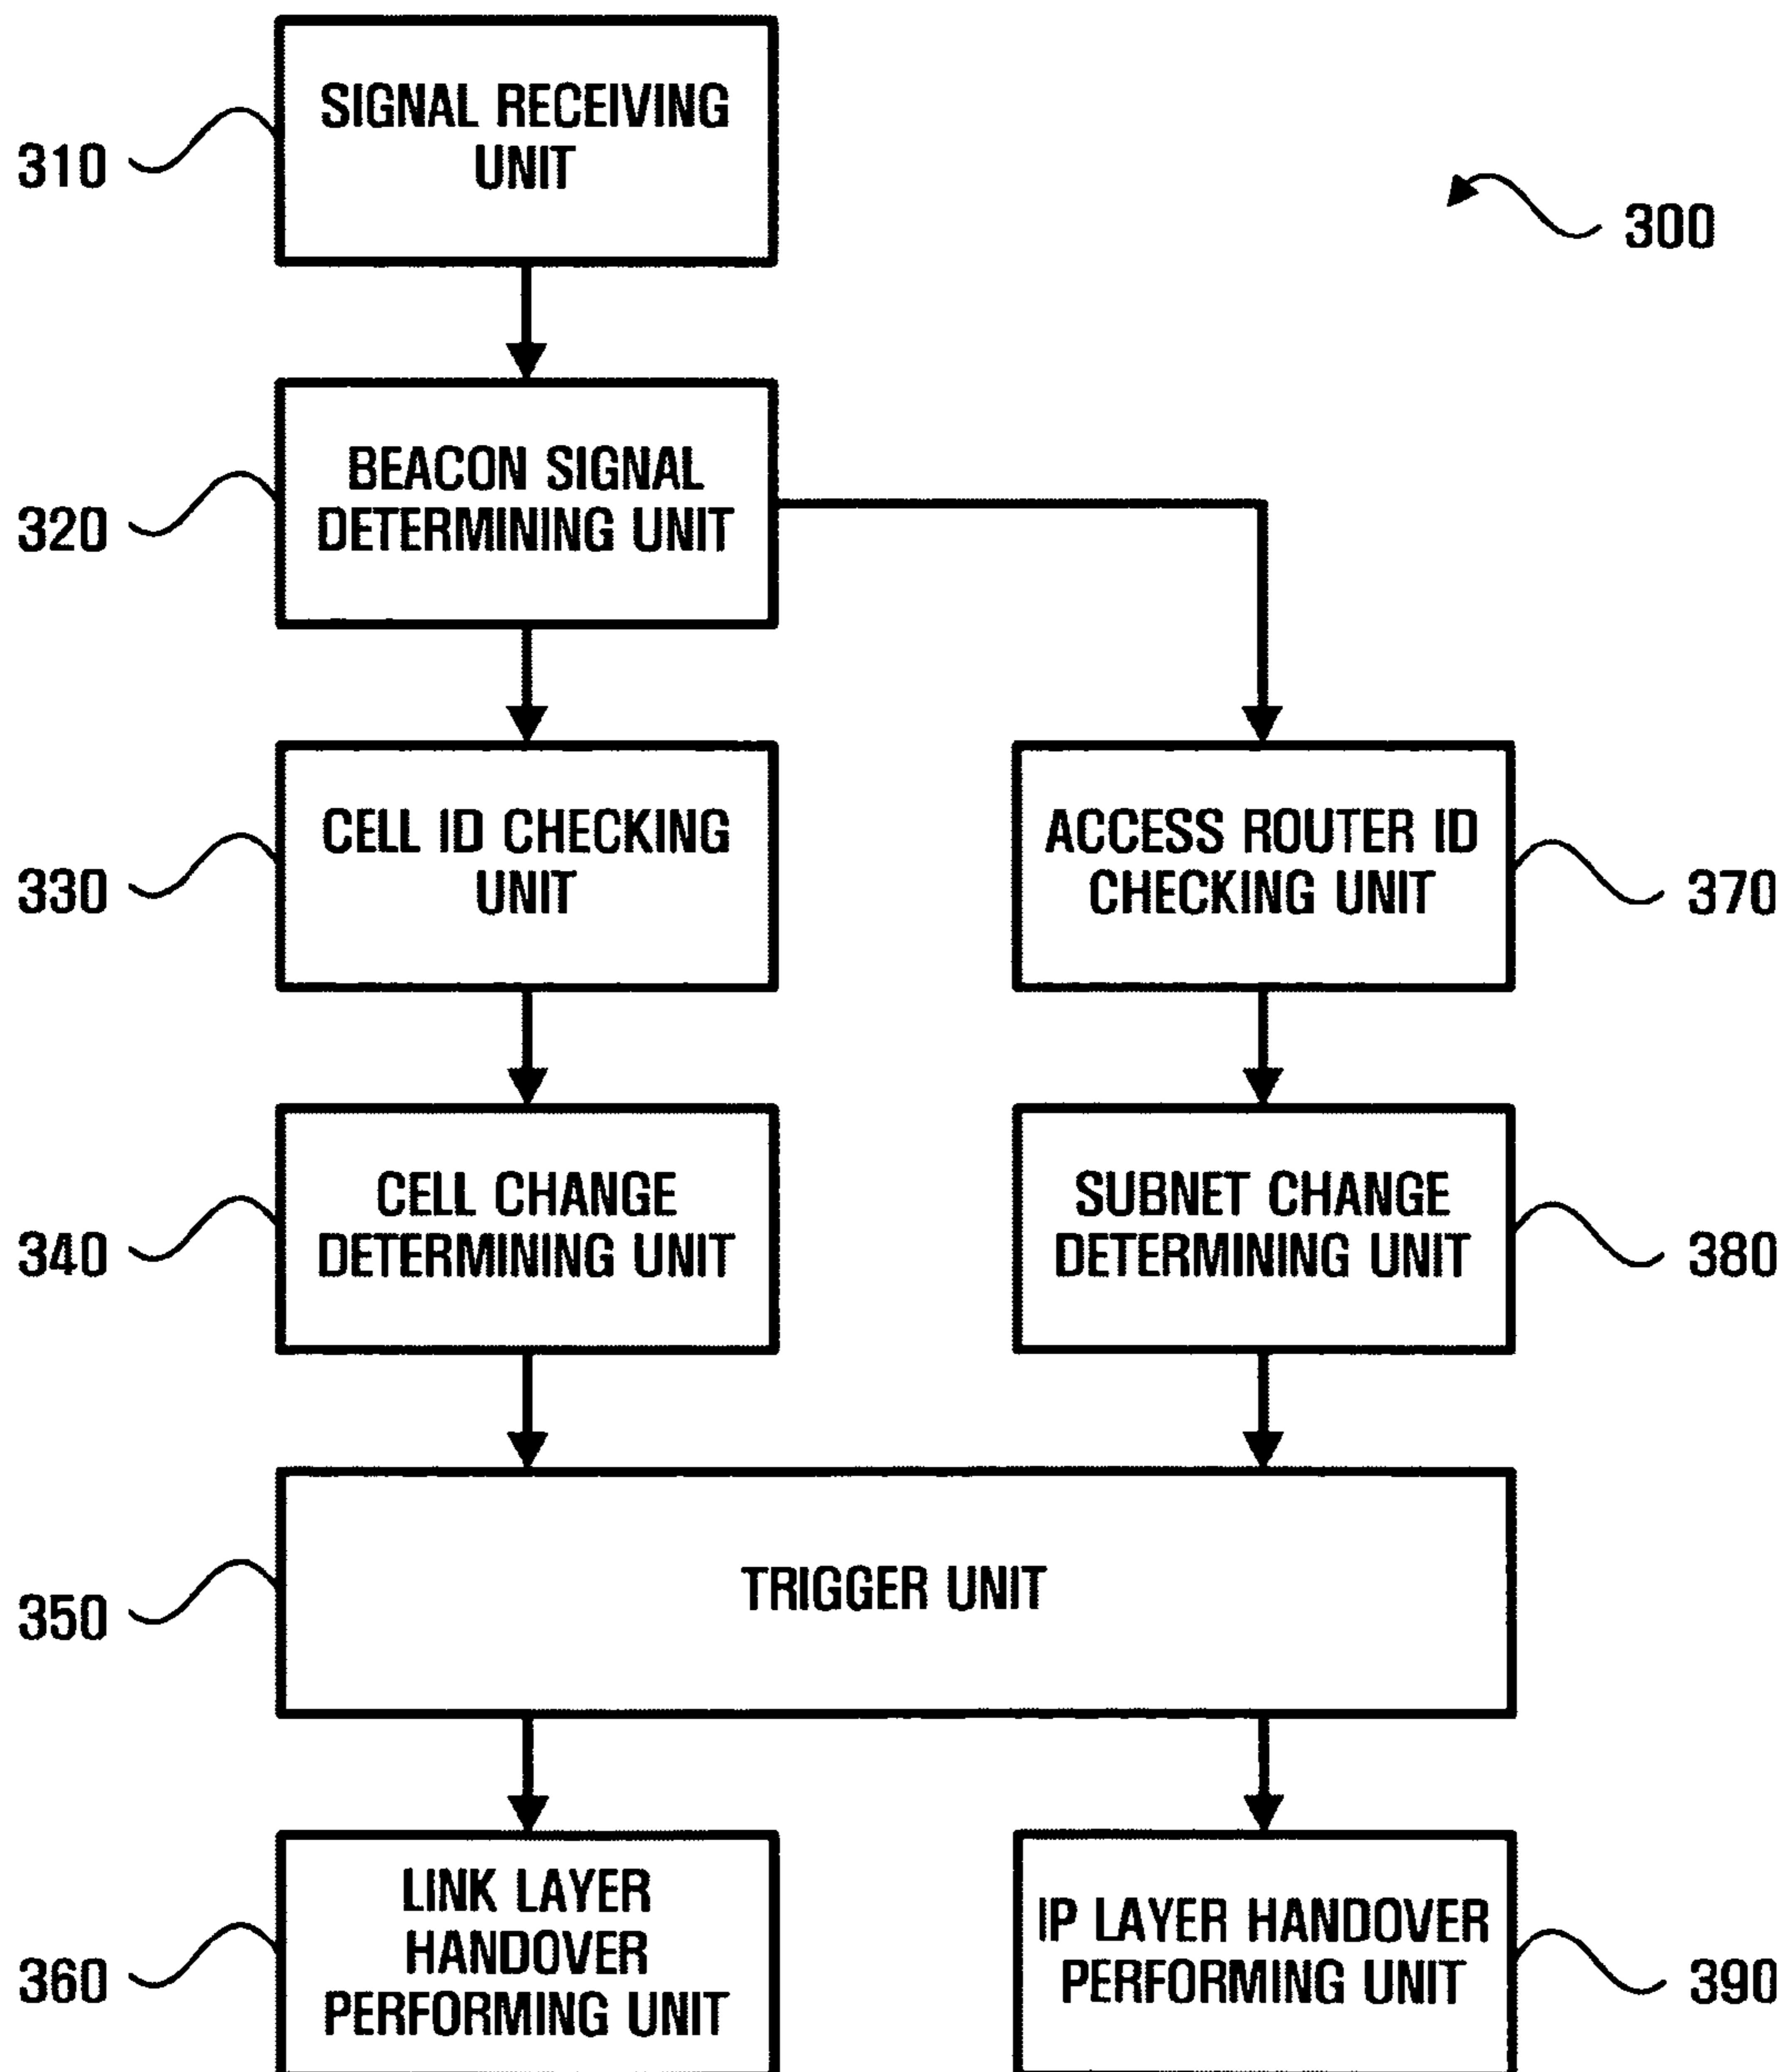 SIGNAL RECEIVING
UNIT
310
300
BEACON SIGNAL
DETERMINING UNIT
320
CELL ID CHECKING
UNIT
330
ACCESS ROUTER ID
CHECKING UNIT
370
CELL CHANGE
DETERMINING UNIT
340
SUBNET CHANGE
DETERMINING UNIT
380
TRIGGER UNIT
350
LINK LAYER
HANDOVER
PERFORMING UNIT
360
IP LAYER HANDOVER
PERFORMING UNIT
390